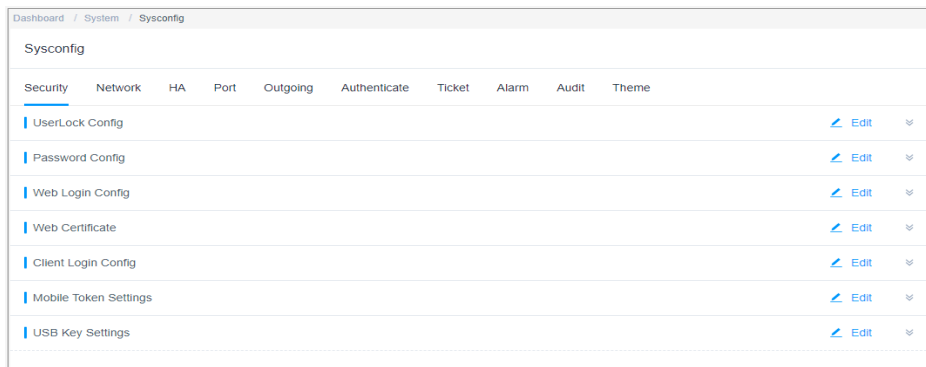 Dashboard / System / Sysconfig
Sysconfig
Security Network HA Port Outgoing Authenticate Ticket Alarm Audit Theme
UserLock Config Edit
Password Config Edit
Web Login Config Edit
Web Certificate Edit
Client Login Config Edit
Mobile Token Settings Edit
USB Key Settings Edit